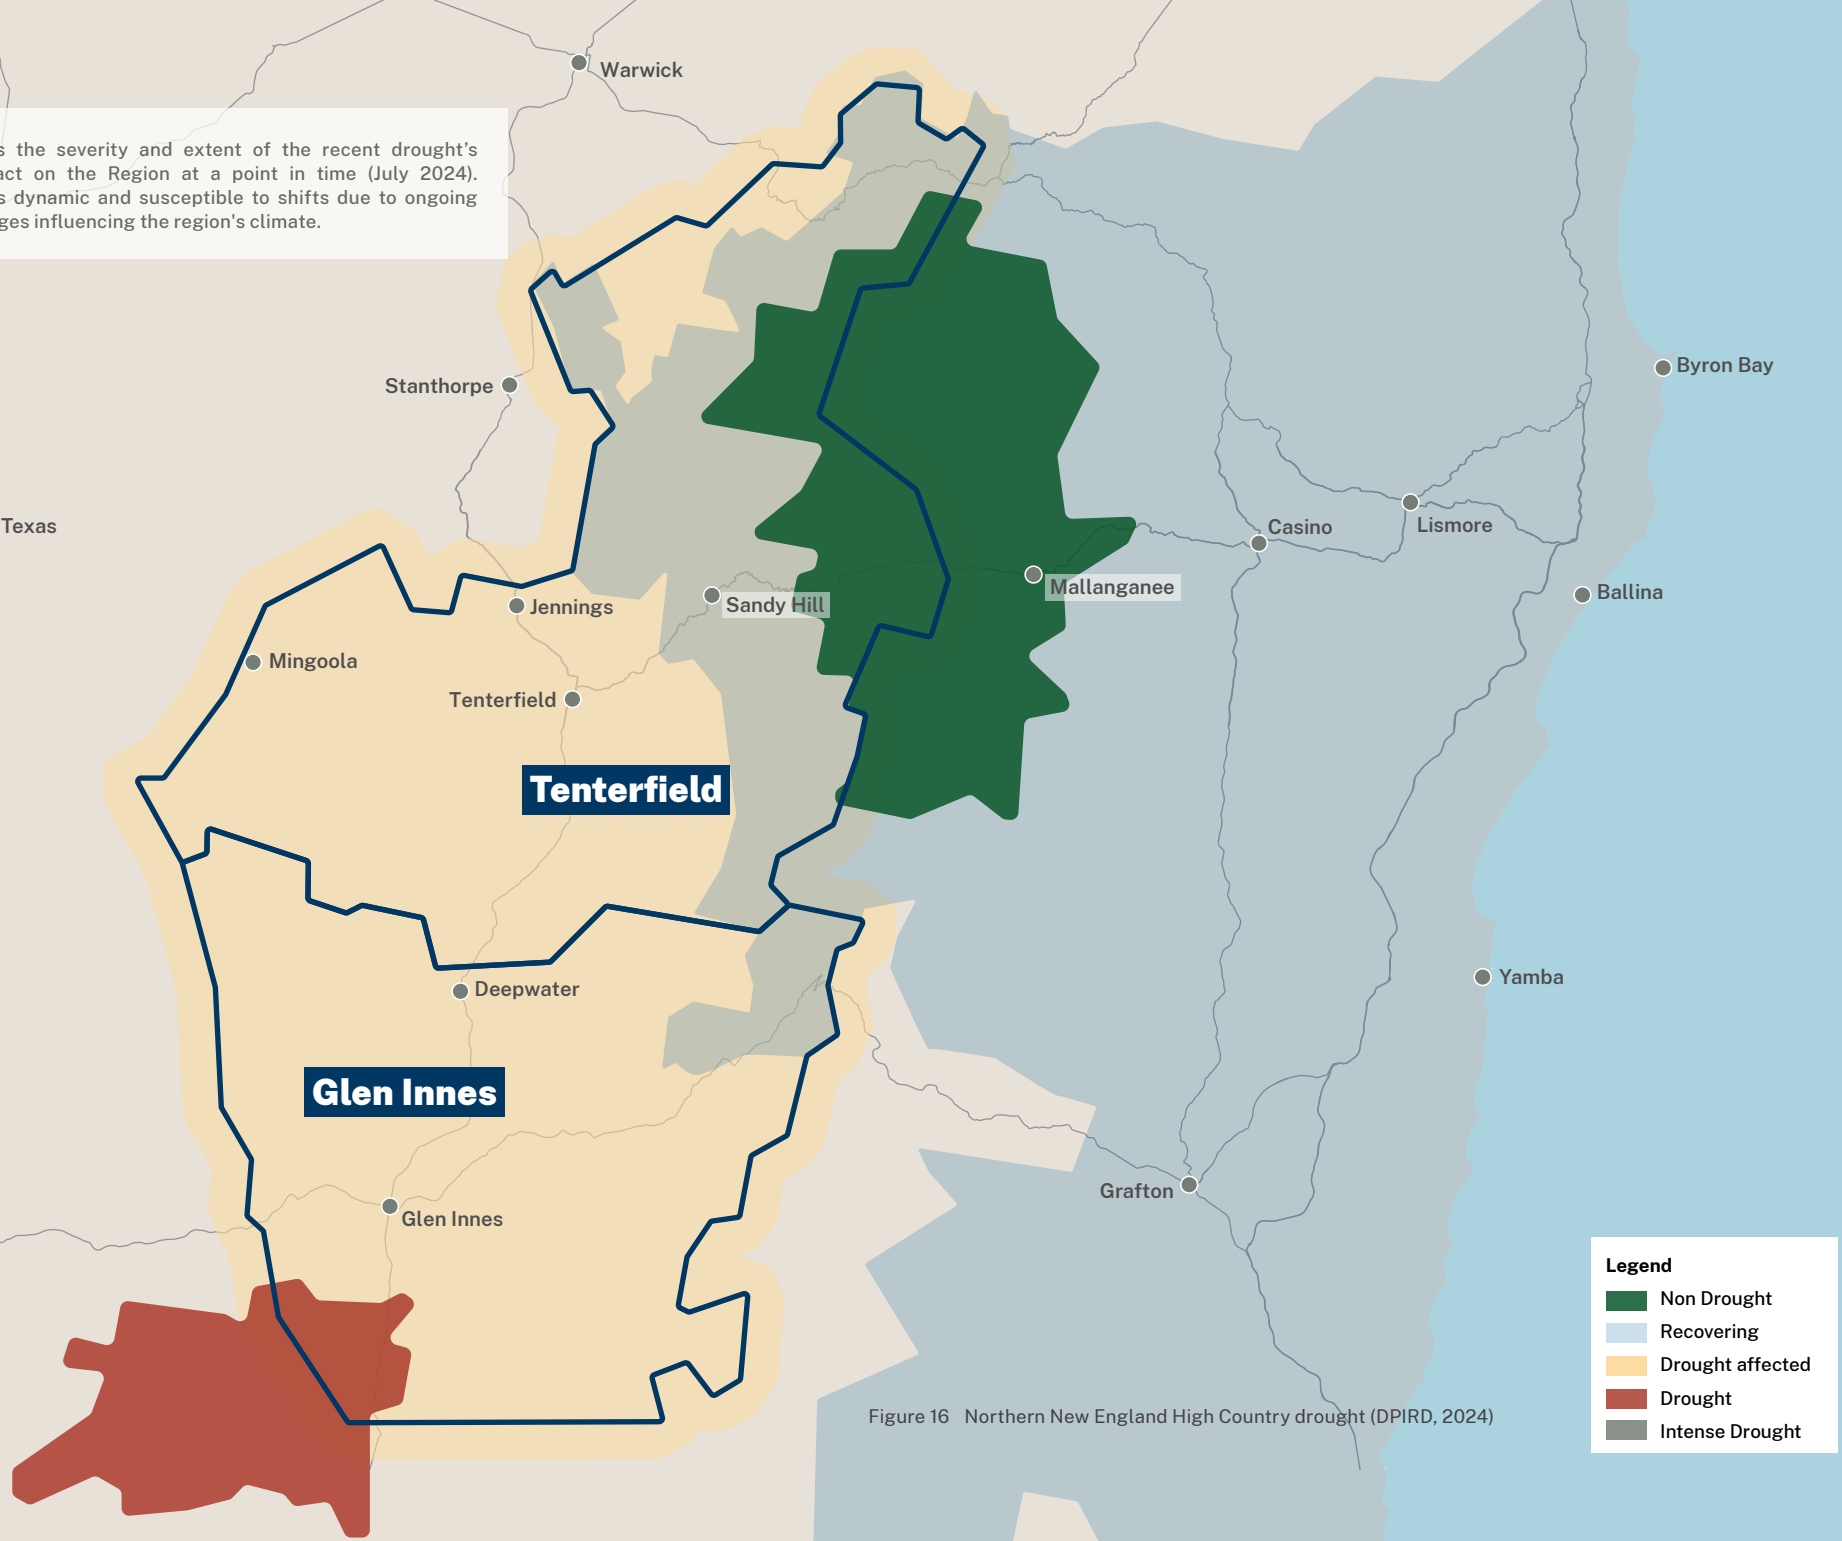 Warwick
s the severity and extent of the recent drought's
act on the Region at a point in time (July 2024).
s dynamic and susceptible to shifts due to ongoing
ges influencing the region's climate.
Stanthorpe
Byron Bay
Texas
Casino
Lismore
Mallanganee
Ballina
Jennings
Sandy Hill
Mingoola
Tenterfield
Tenterfield
Deepwater
Yamba
Glen Innes
Grafton
Glen Innes
Legend
Non Drought
Recovering
Drought affected
Drought
Intense Drought
Figure 16 Northern New England High Country drought (DPIRD, 2024)